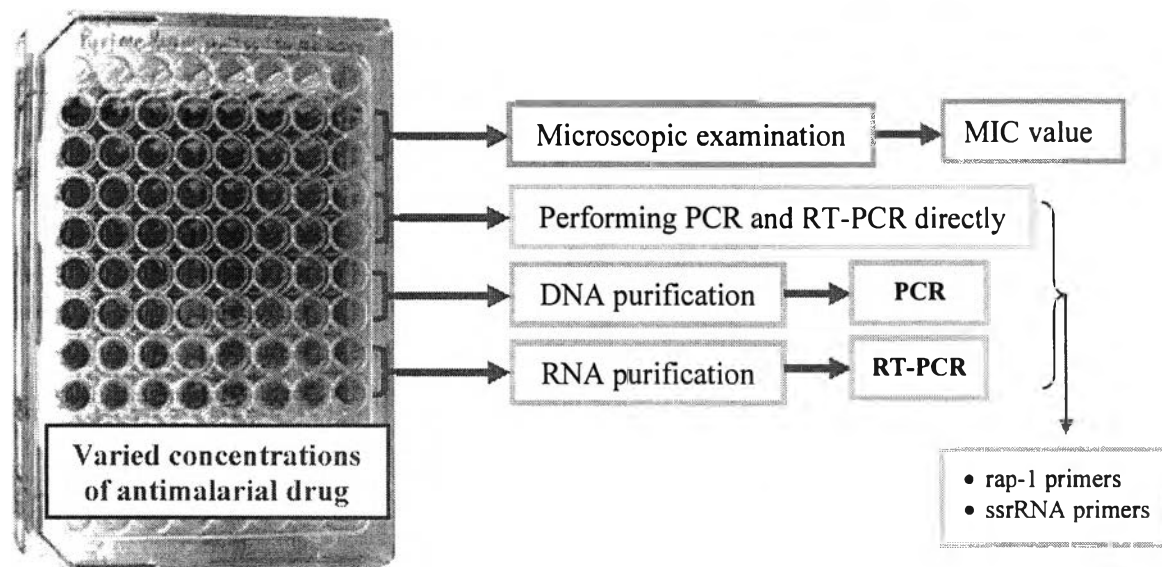 Microscopic examination
MIC value
Performing PCR and RT-PCR directly
DNA purification
PCR
RNA purification
RT-PCR
Varied concentrations
of antimalarial drug
• rap-1 primers
• ssrRNA primers